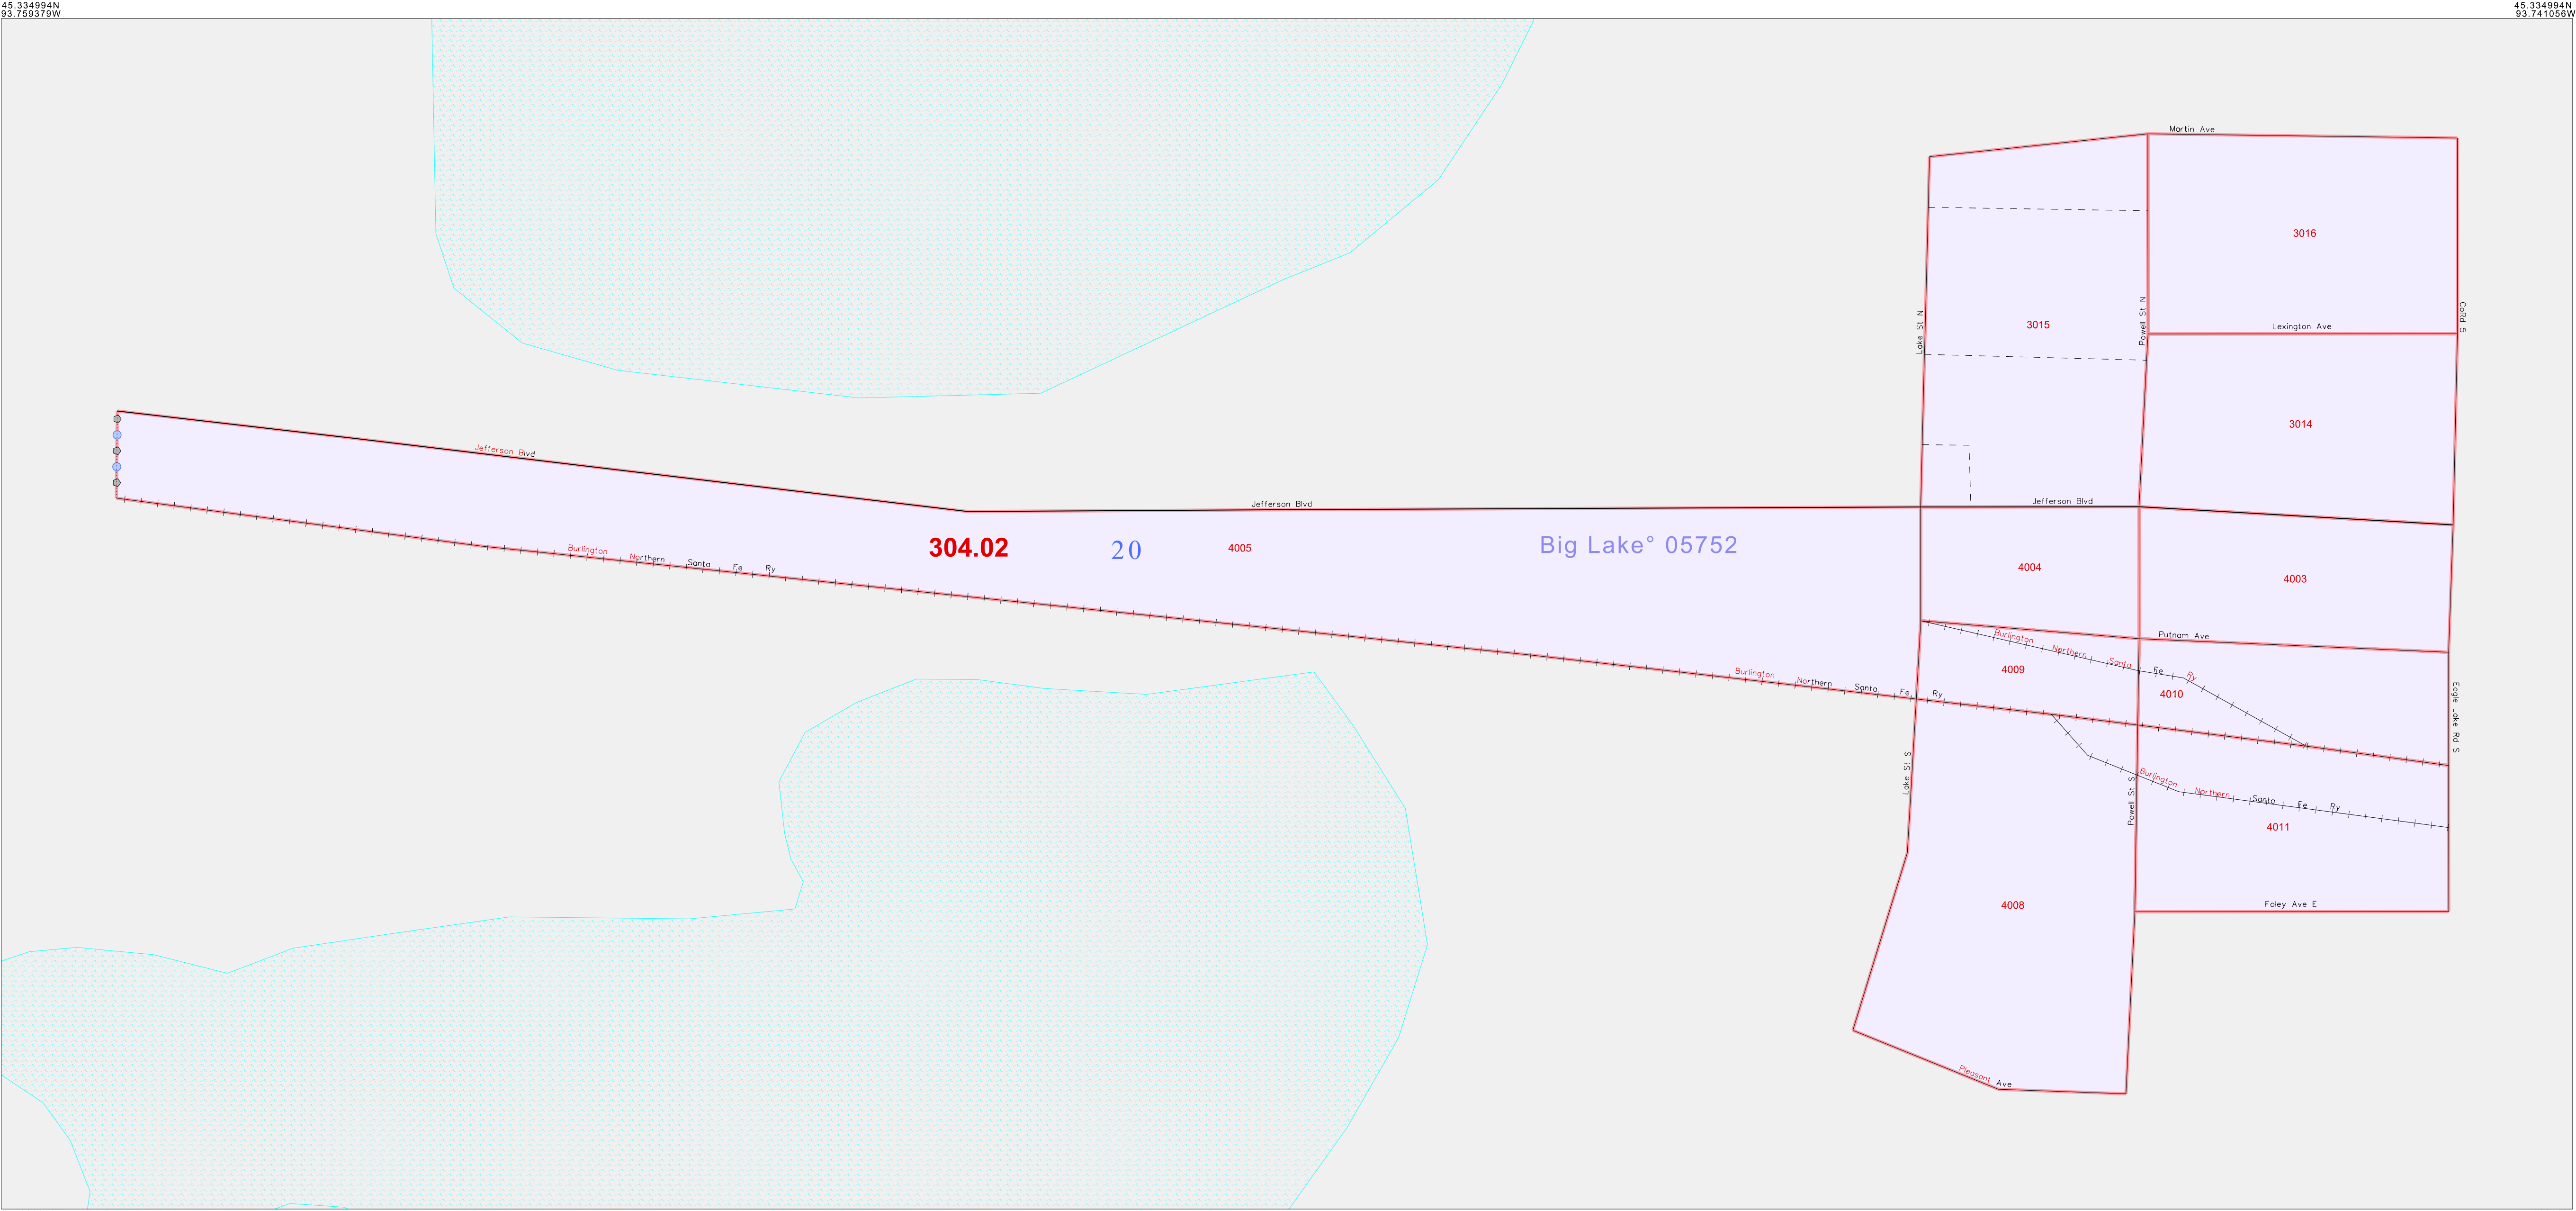 45.334994N
93.759379W
45.334994N
93.741056W
Martin Ave
3016
CoRd 5
Lake St N
Powell St N
3015
Lexington Ave
3014
Jefferson Blvd
Jefferson Blvd
Jefferson Blvd
304.02
20
4005
Big Lake° 05752
4004
4003
Burlington Northern Santa Fe Ry
Putnam Ave
Burlington Northern Santa Fe Ry
4009
4010
Burlington Northern Santa Fe Ry
Eagle Lake Rd S
Lake St S
Powell St S
Burlington Northern Santa Fe Ry
4011
4008
Foley Ave E
Pleasant Ave